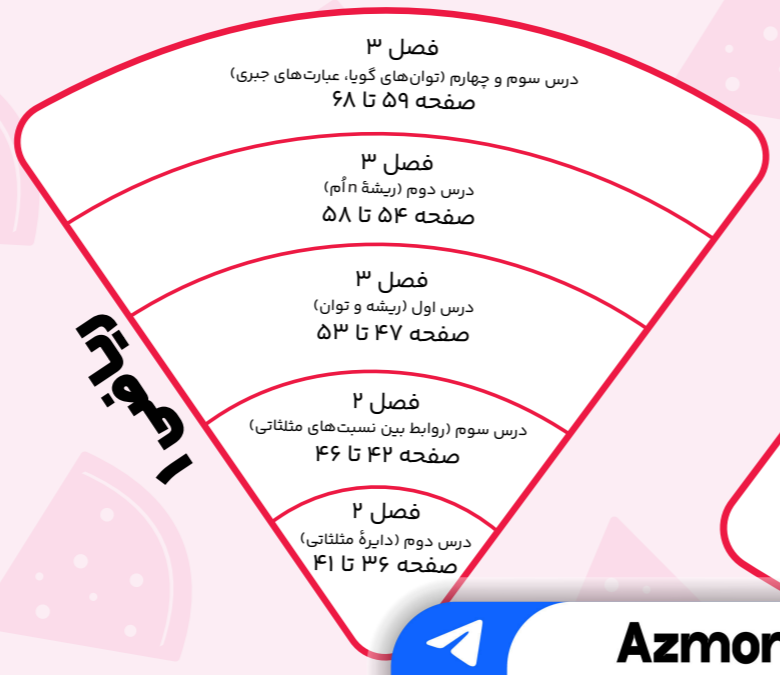 فصل ۳
درس سوم و چهارم (توان‌های گویا، عبارت‌های جبری)
صفحه ۵۹ تا ۶۸
فصل ۳
درس دوم (ریشهٔ nاُم)
صفحه ۵۴ تا ۵۸
فصل ۳
درس اول (ریشه و توان)
صفحه ۴۷ تا ۵۳
فصل ۲
درس سوم (روابط بین نسبت‌های مثلثاتی)
صفحه ۴۲ تا ۴۶
فصل ۲
درس دوم (دایرهٔ مثلثاتی)
صفحه ۳۶ تا ۴۱
ریاضی ۱